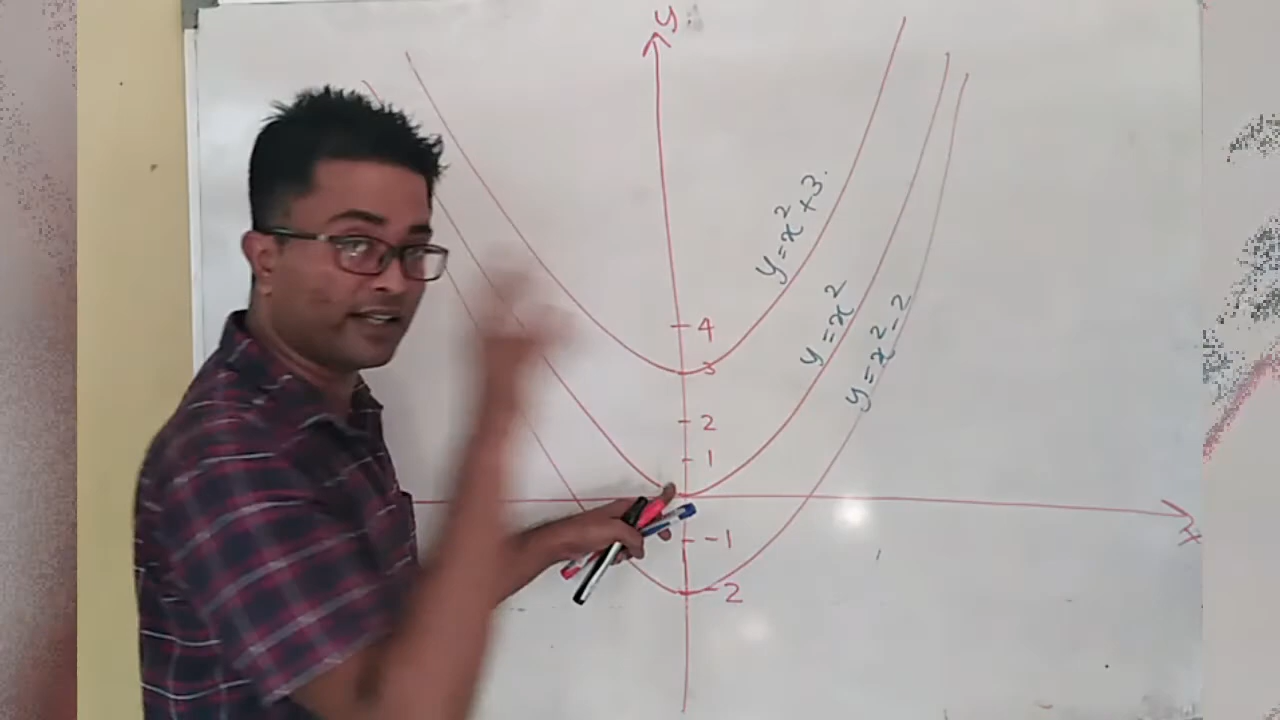 y
y = x² + 3
4
3
y = x²
y = x² - 2
2
1
x
-1
-2